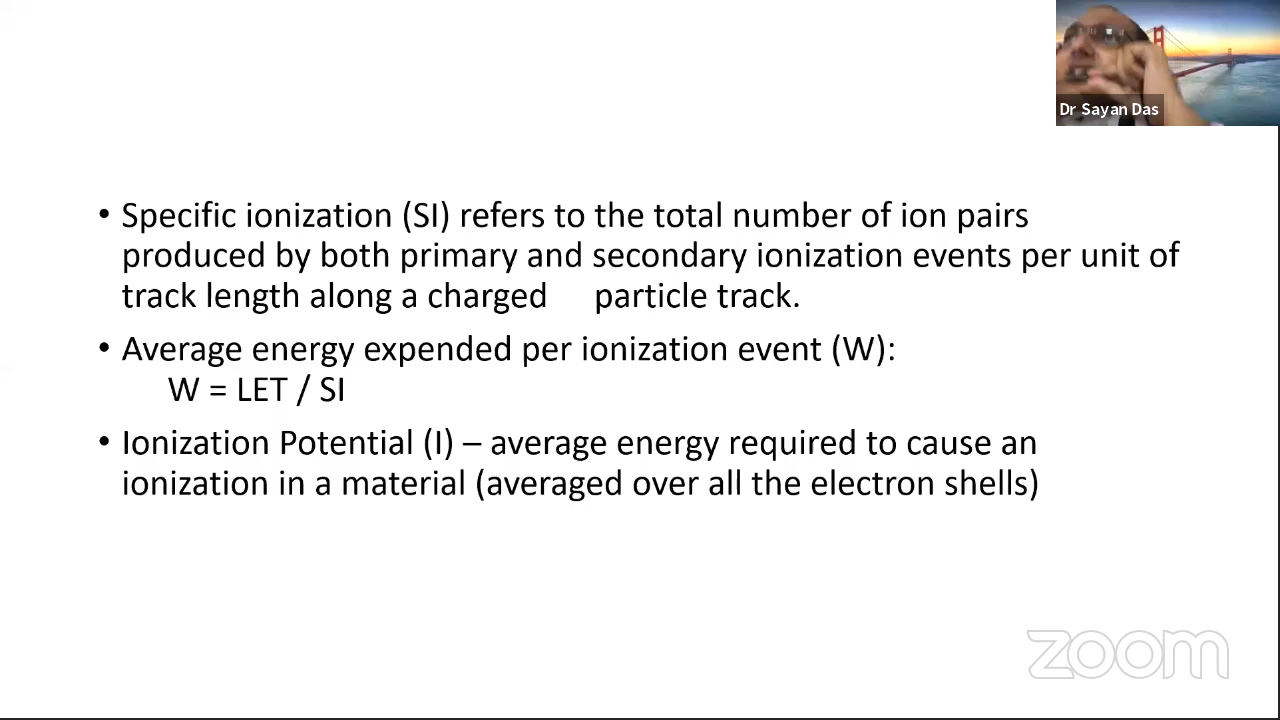 Dr Sayan Das
• Specific ionization (SI) refers to the total number of ion pairs
produced by both primary and secondary ionization events per unit of
track length along a charged particle track.
• Average energy expended per ionization event (W):
W = LET / SI
• Ionization Potential (I) – average energy required to cause an
ionization in a material (averaged over all the electron shells)
zoom